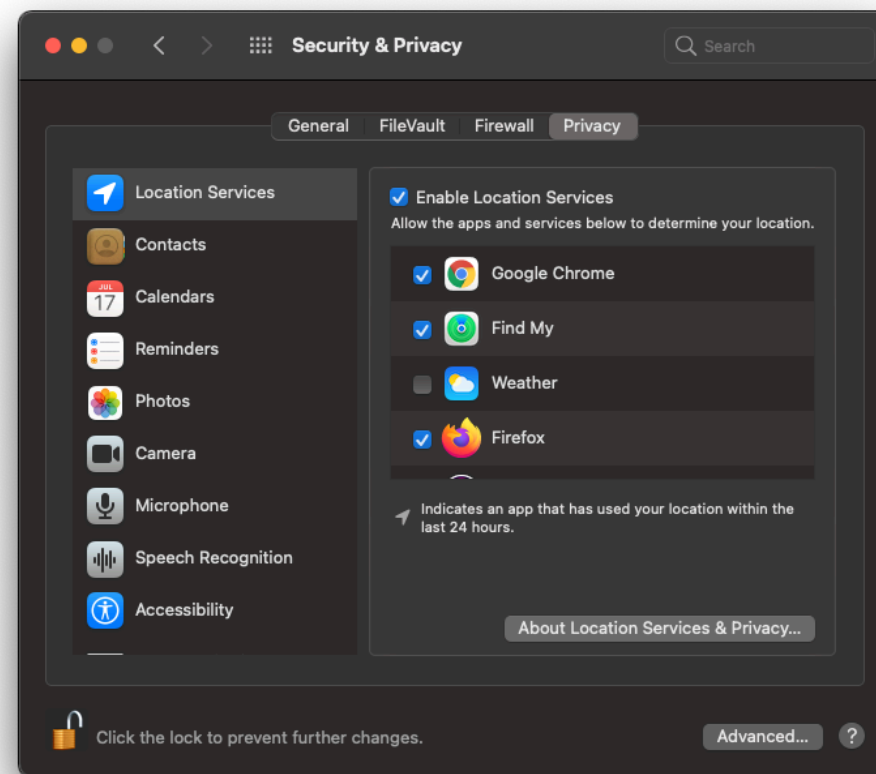 Security & Privacy
Search
General
FileVault
Firewall
Privacy
Location Services
Contacts
JUL
17
Calendars
Reminders
Photos
Camera
Microphone
Speech Recognition
Accessibility
Enable Location Services
Allow the apps and services below to determine your location.
Google Chrome
Find My
Weather
Firefox
Indicates an app that has used your location within the
last 24 hours.
About Location Services & Privacy...
Click the lock to prevent further changes.
Advanced...
?